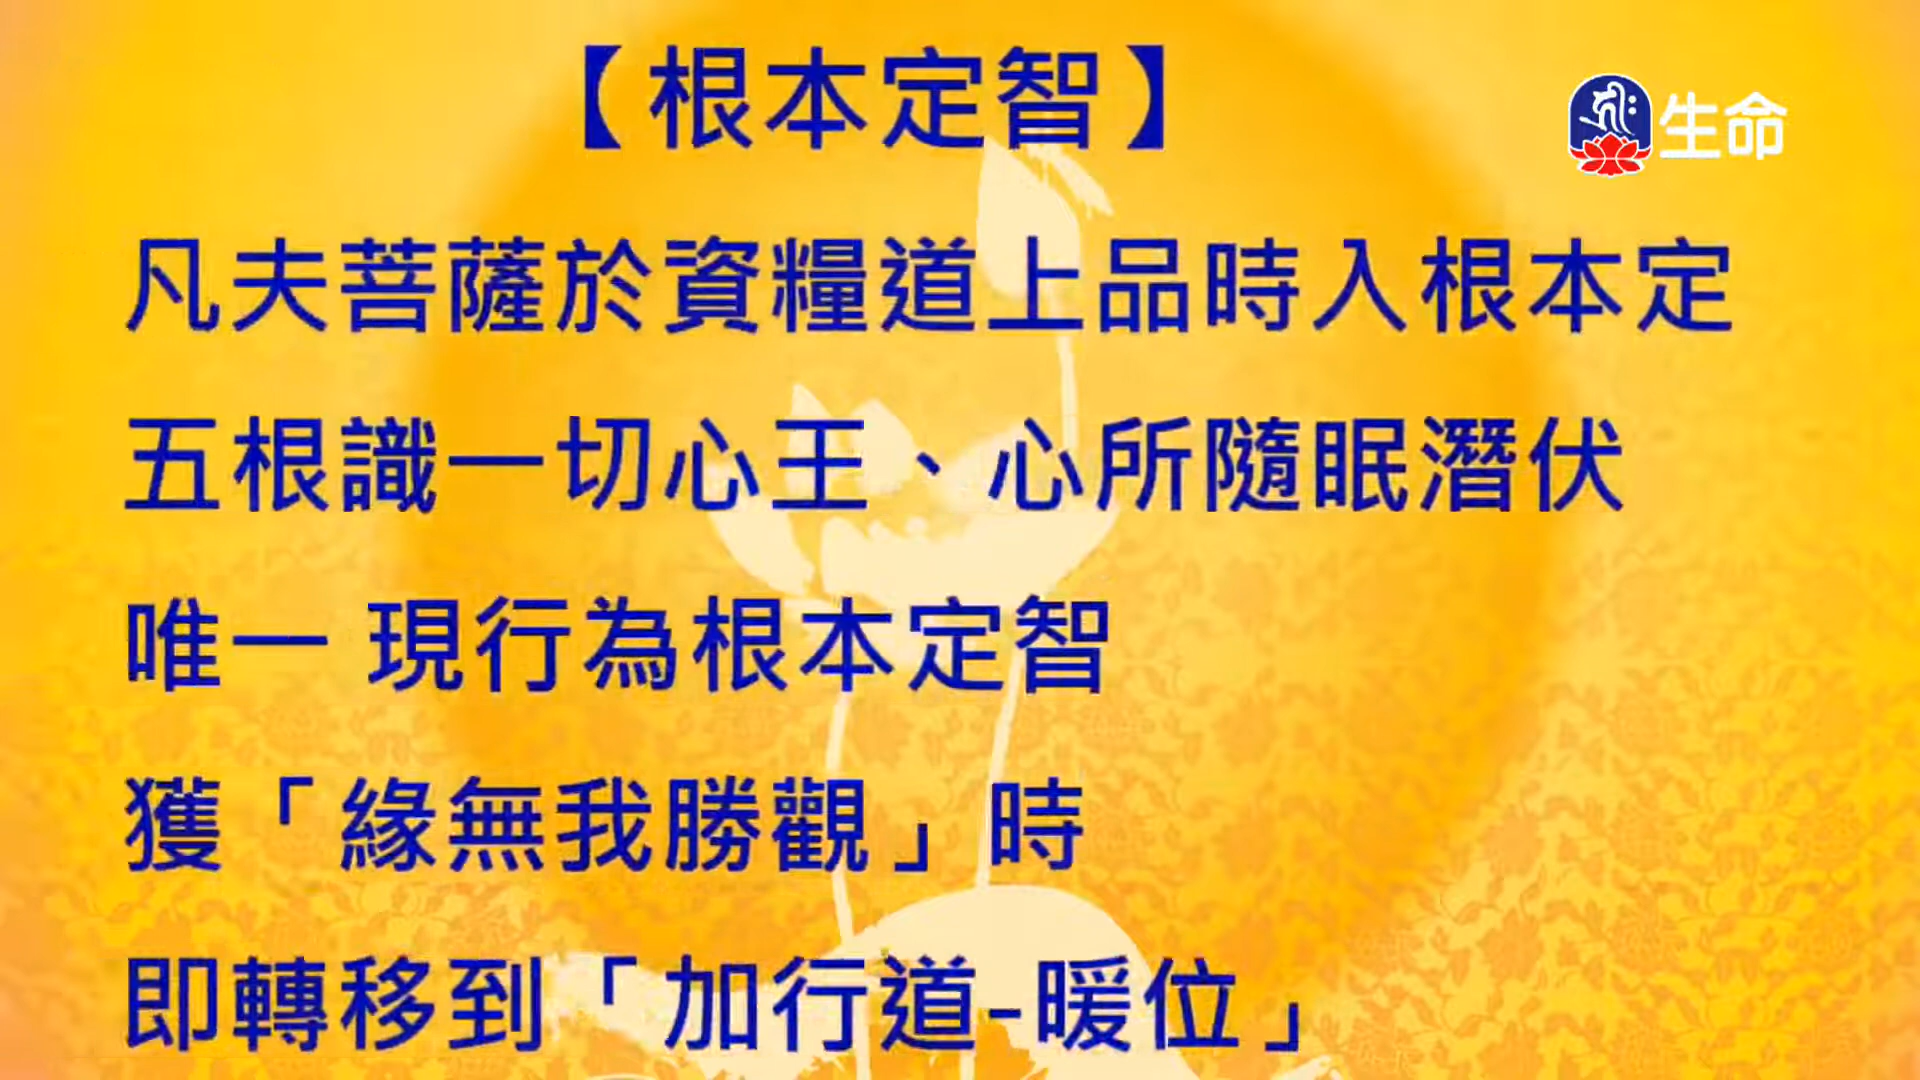 【根本定智】
生命
凡夫菩薩於資糧道上品時入根本定
五根識一切心王、心所隨眠潛伏
唯一 現行為根本定智
獲「緣無我勝觀」時
即轉移到「加行道-暖位」